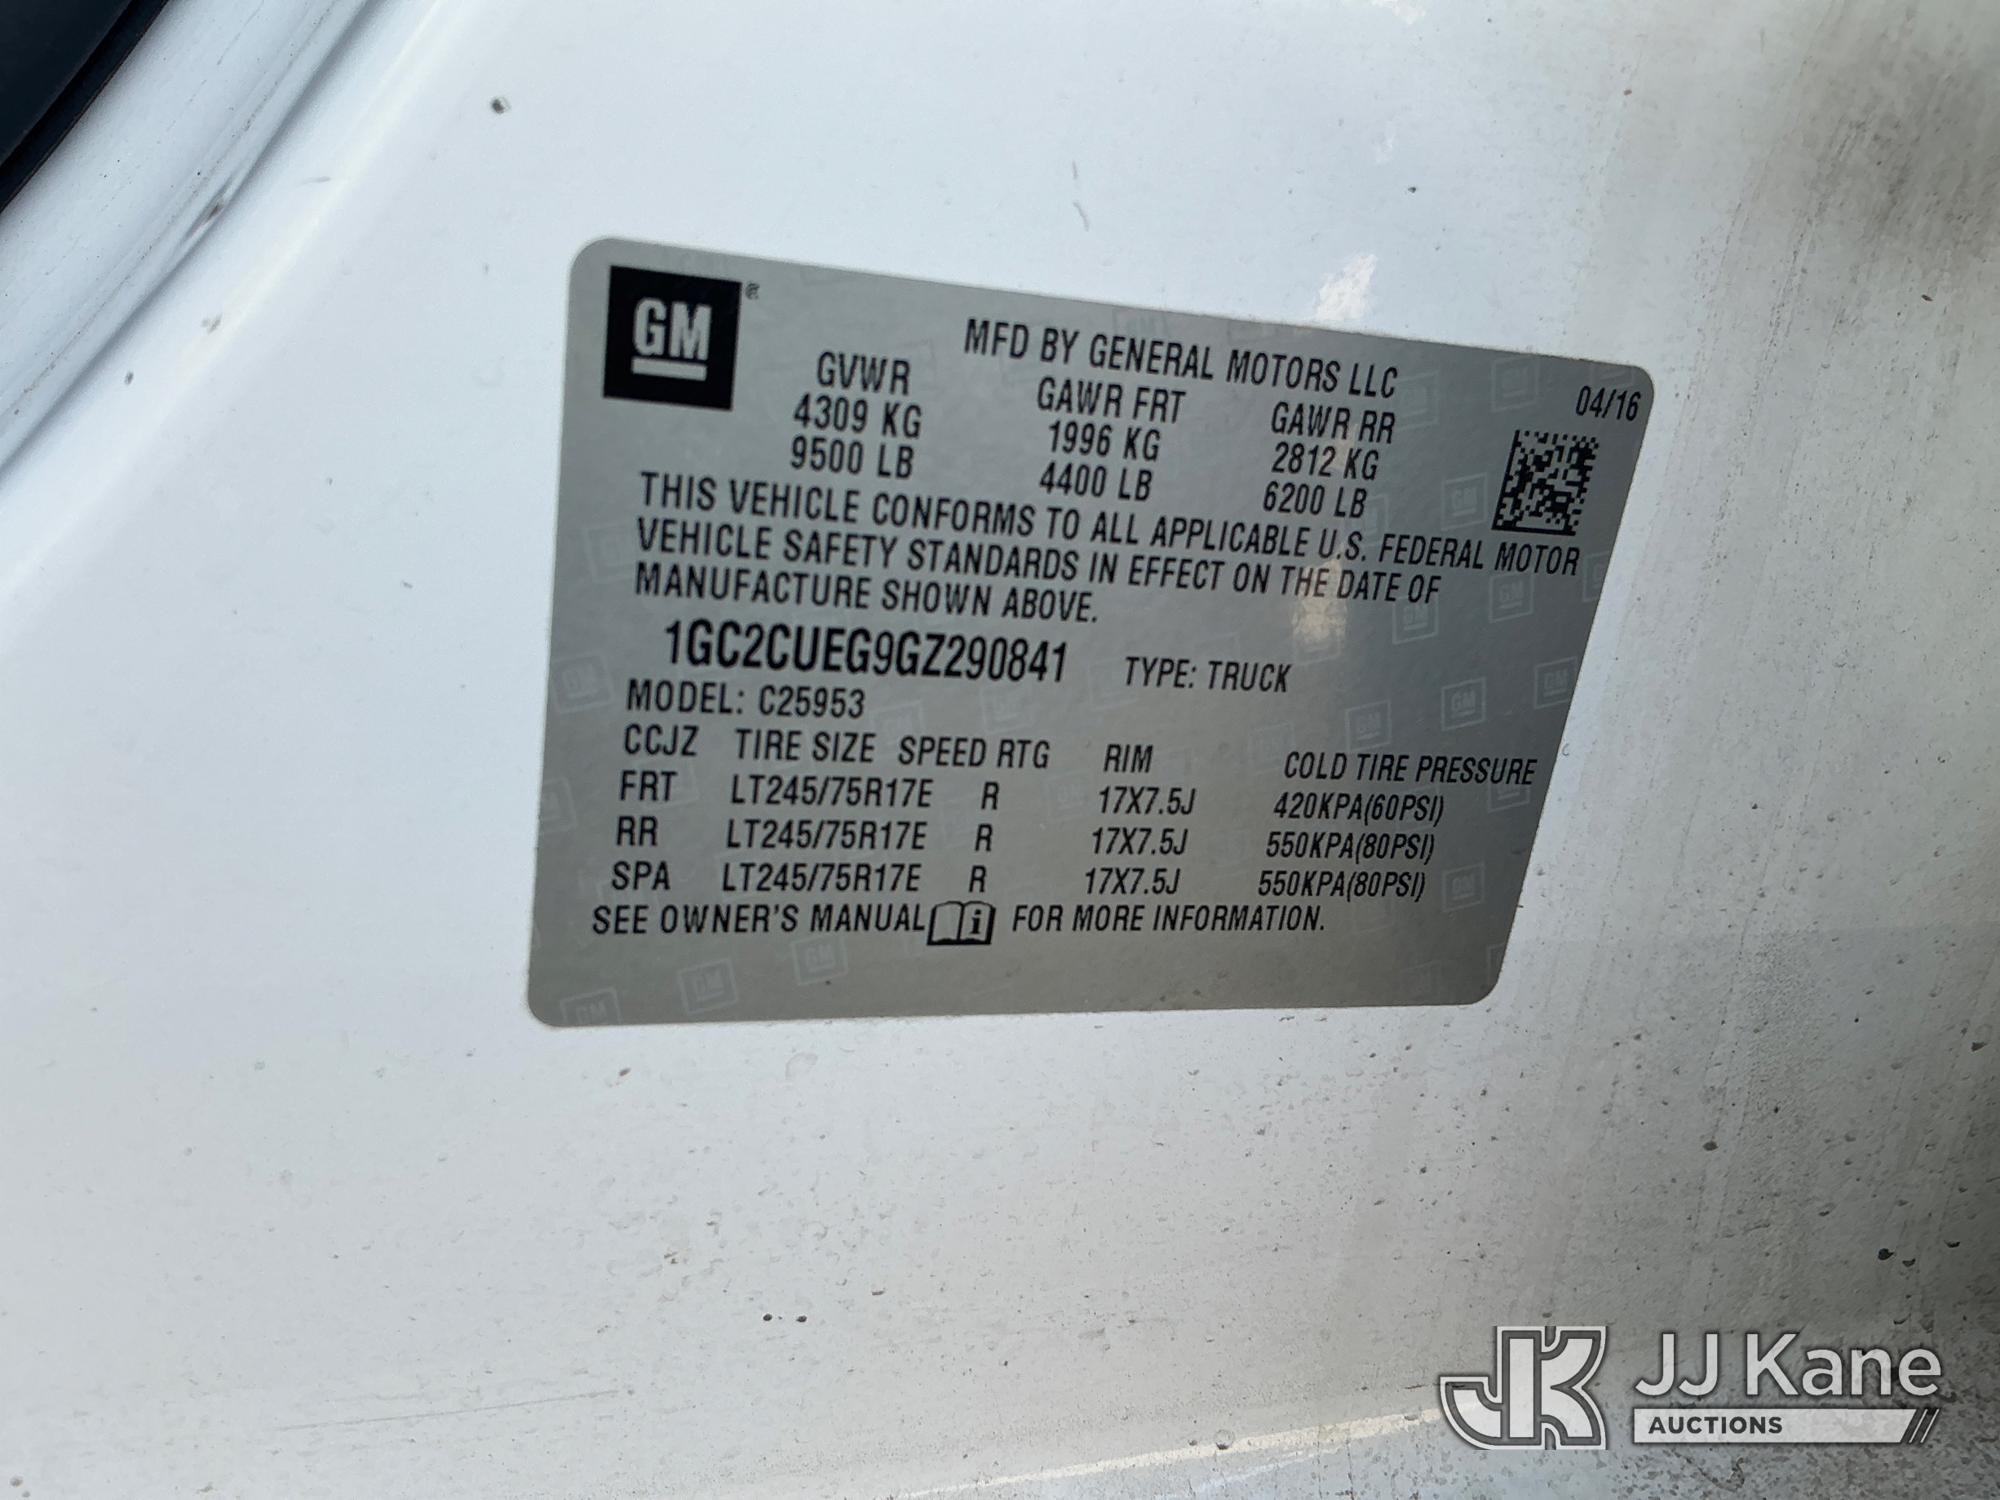 GM ®
MFD BY GENERAL MOTORS LLC
04/16
GVWR GAWR FRT GAWR RR
4309 KG 1996 KG 2812 KG
9500 LB 4400 LB 6200 LB
THIS VEHICLE CONFORMS TO ALL APPLICABLE U.S. FEDERAL MOTOR
VEHICLE SAFETY STANDARDS IN EFFECT ON THE DATE OF
MANUFACTURE SHOWN ABOVE.
1GC2CUEG9GZ290841 TYPE: TRUCK
MODEL: C25953
CCJZ TIRE SIZE SPEED RTG RIM COLD TIRE PRESSURE
FRT LT245/75R17E R 17X7.5J 420KPA(60PSI)
RR LT245/75R17E R 17X7.5J 550KPA(80PSI)
SPA LT245/75R17E R 17X7.5J 550KPA(80PSI)
SEE OWNER'S MANUAL i FOR MORE INFORMATION.
JK JJ Kane
AUCTIONS